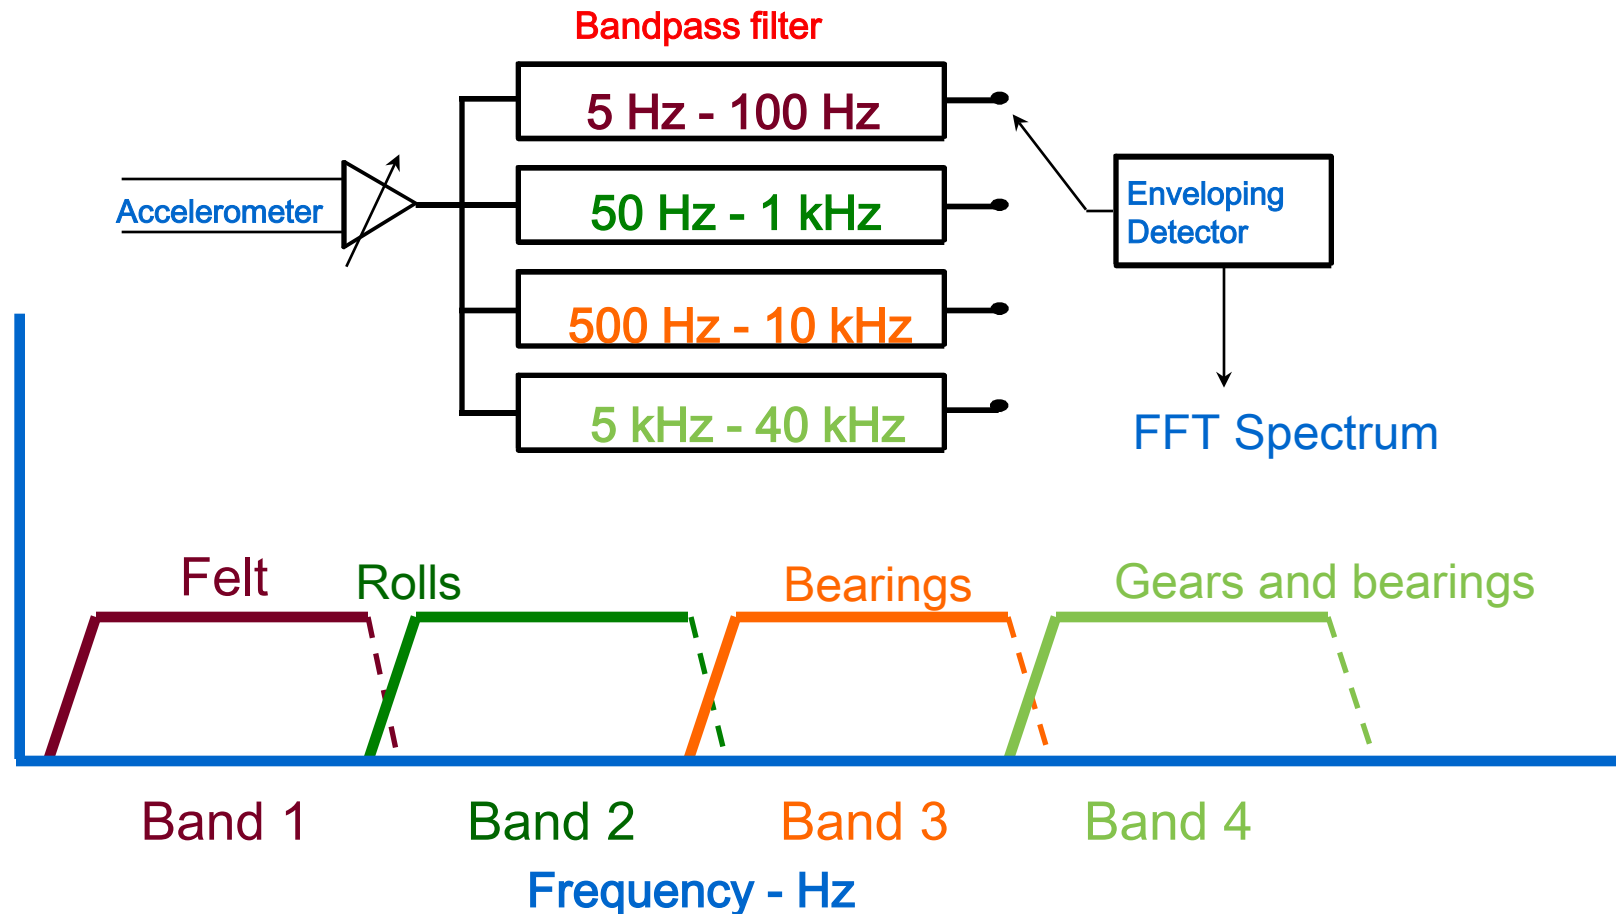 Bandpass filter
5 Hz - 100 Hz
Accelerometer
50 Hz - 1 kHz
Enveloping
Detector
500 Hz - 10 kHz
5 kHz - 40 kHz
FFT Spectrum
Felt
Rolls
Bearings
Gears and bearings
Band 1
Band 2
Band 3
Band 4
Frequency - Hz